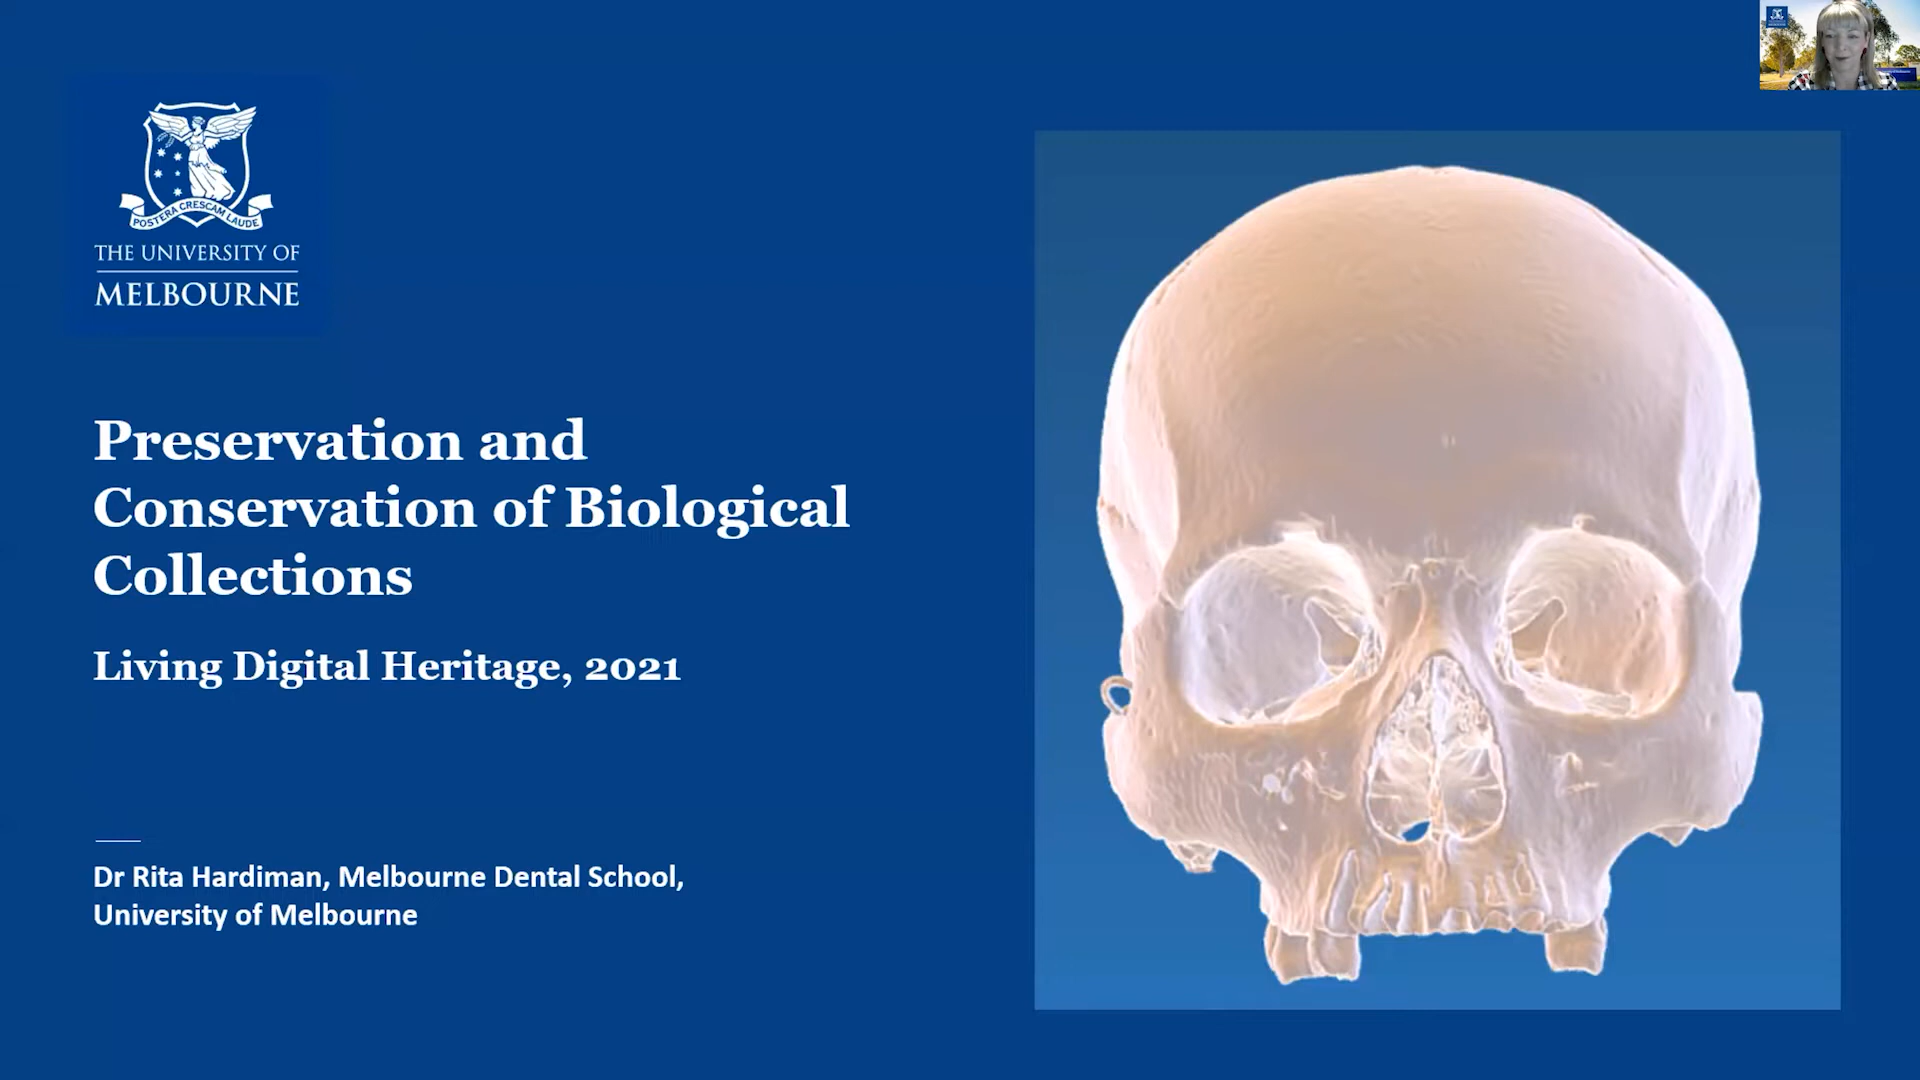 POSTERA CRESCAM LAUDE
THE UNIVERSITY OF
MELBOURNE
Preservation and
Conservation of Biological
Collections
Living Digital Heritage, 2021
Dr Rita Hardiman, Melbourne Dental School,
University of Melbourne